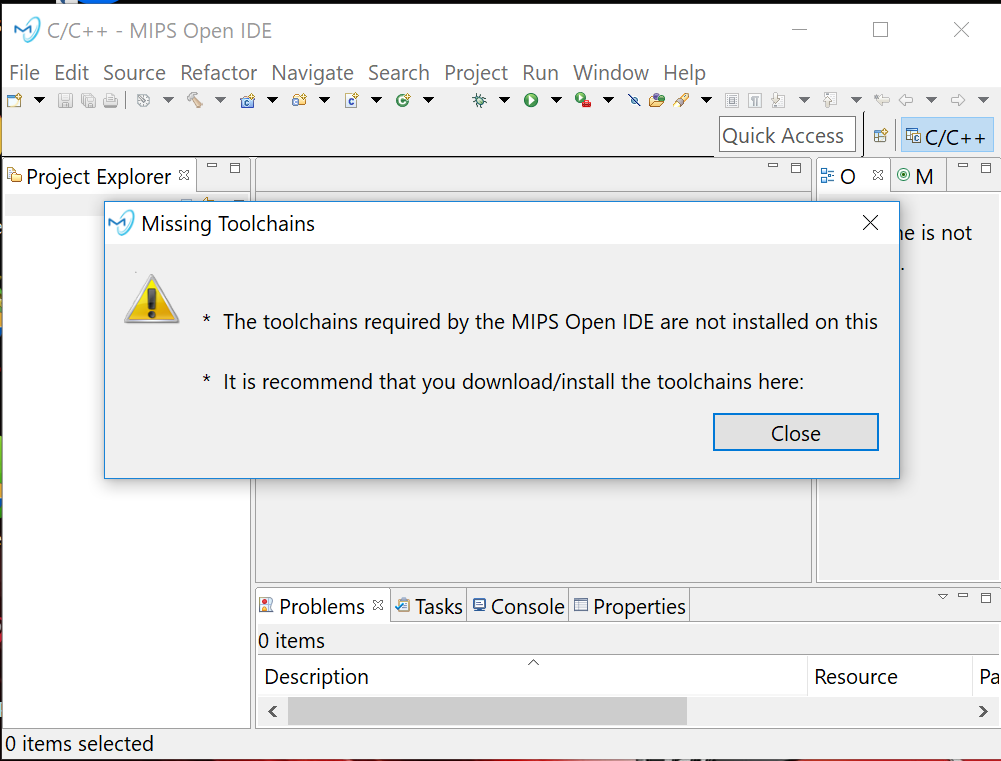 C/C++ - MIPS Open IDE
File Edit Source Refactor Navigate Search Project Run Window Help
Quick Access
C/C++
Project Explorer
O
M
Missing Toolchains
ne is not
.
* The toolchains required by the MIPS Open IDE are not installed on this
* It is recommend that you download/install the toolchains here:
Close
Problems Tasks Console Properties
0 items
Description Resource Pa
0 items selected